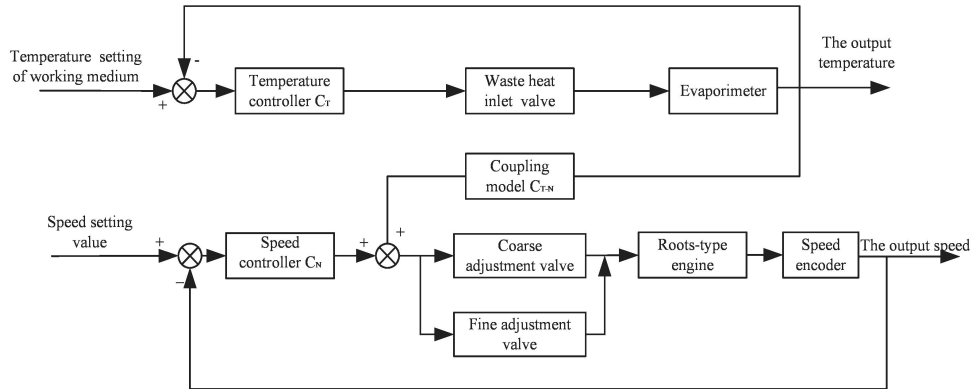 Temperature setting
of working medium
-
+
Temperature
controller CT
Waste heat
inlet valve
Evaporimeter
The output
temperature
Coupling
model CT-N
Speed setting
value
+
−
Speed
controller CN
+
+
Coarse
adjustment valve
Fine adjustment
valve
Roots-type
engine
Speed
encoder
The output speed